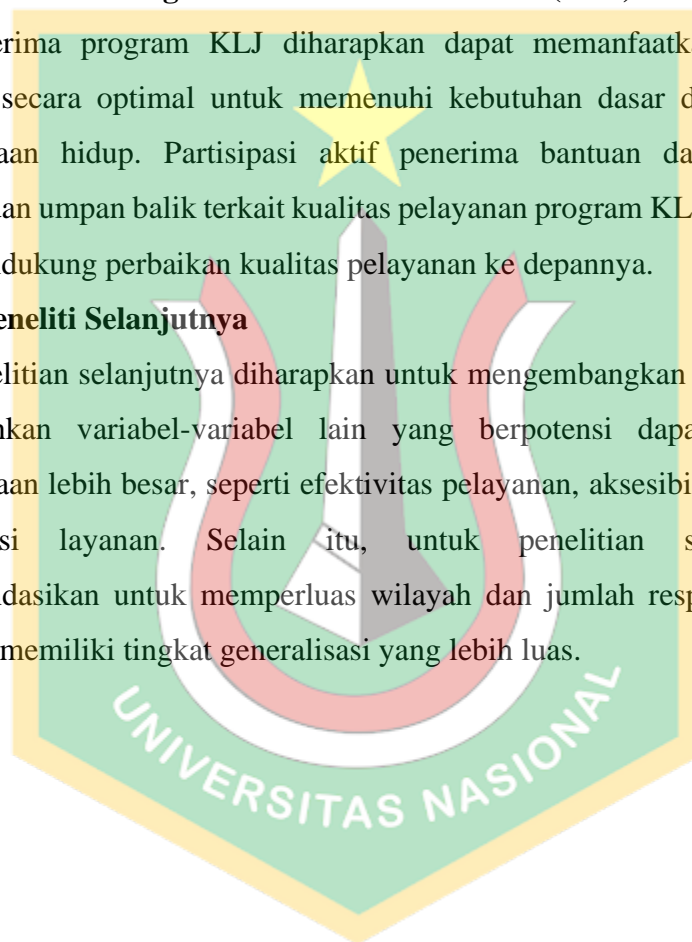 erima program KLJ diharapkan dapat memanfaatk
secara optimal untuk memenuhi kebutuhan dasar d
aan hidup. Partisipasi aktif penerima bantuan da
an umpan balik terkait kualitas pelayanan program KL
dukung perbaikan kualitas pelayanan ke depannya.
eneliti Selanjutnya
elitian selanjutnya diharapkan untuk mengembangkan
nkan variabel-variabel lain yang berpotensi dapa
aan lebih besar, seperti efektivitas pelayanan, aksesibi
si layanan. Selain itu, untuk penelitian s
dasikan untuk memperluas wilayah dan jumlah resp
memiliki tingkat generalisasi yang lebih luas.
UNIVERSITAS NASIONAL